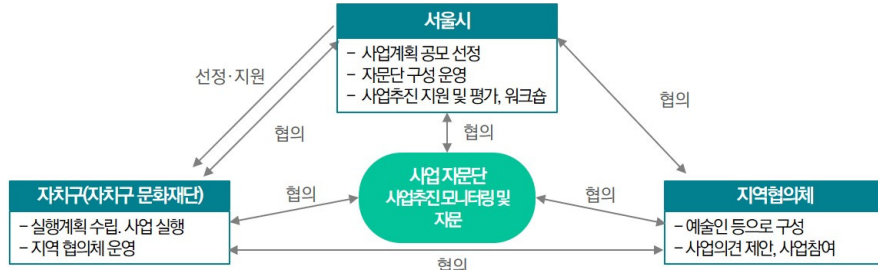 서울시
- 사업계획 공모 선정
- 자문단 구성 운영
- 사업추진 지원 및 평가, 워크숍
선정·지원
협의
협의
협의
자치구(자치구 문화재단)
- 실행계획 수립. 사업 실행
- 지역 협의체 운영
협의
사업 자문단
사업추진 모니터링 및
자문
협의
지역협의체
- 예술인 등으로 구성
- 사업의견 제안, 사업참여
협의